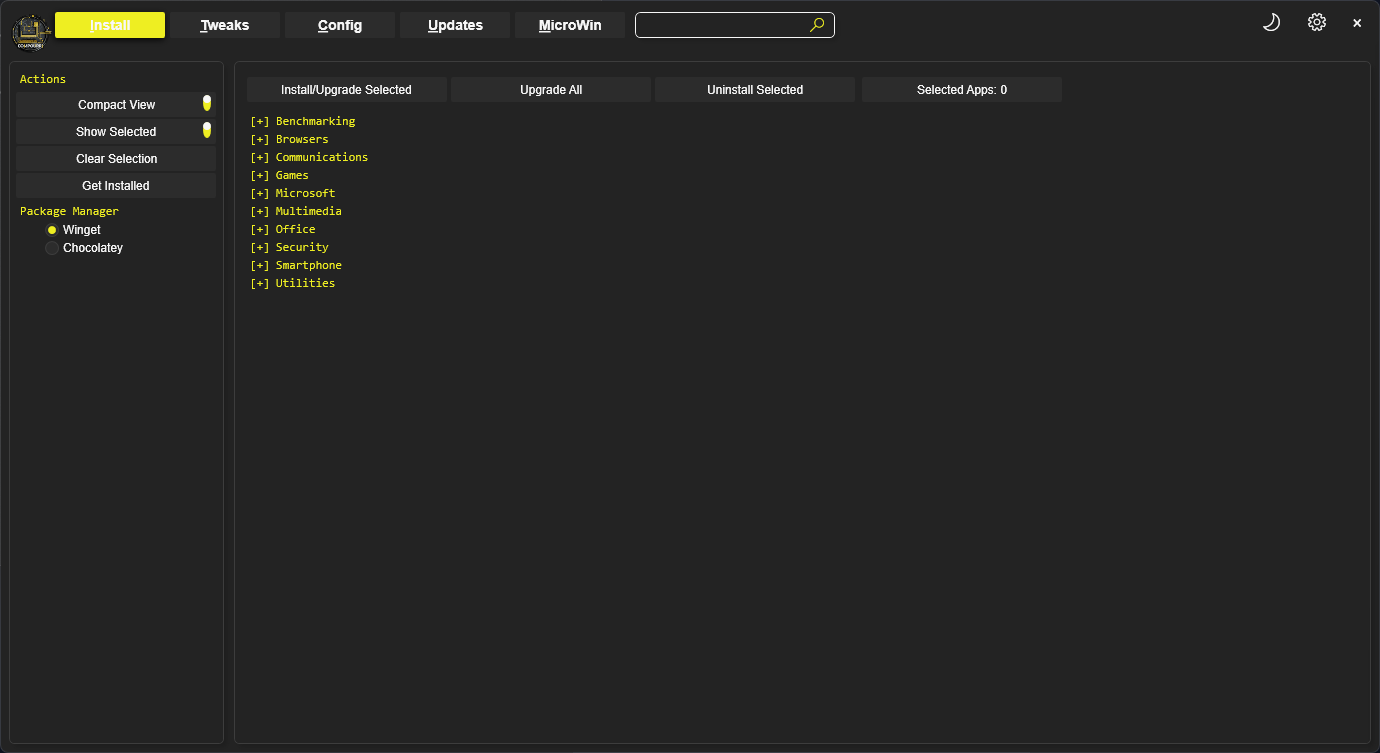 Install
Tweaks
Config
Updates
MicroWin
Actions
Compact View
Show Selected
Clear Selection
Get Installed
Package Manager
Winget
Chocolatey
Install/Upgrade Selected
Upgrade All
Uninstall Selected
Selected Apps: 0
[+] Benchmarking
[+] Browsers
[+] Communications
[+] Games
[+] Microsoft
[+] Multimedia
[+] Office
[+] Security
[+] Smartphone
[+] Utilities